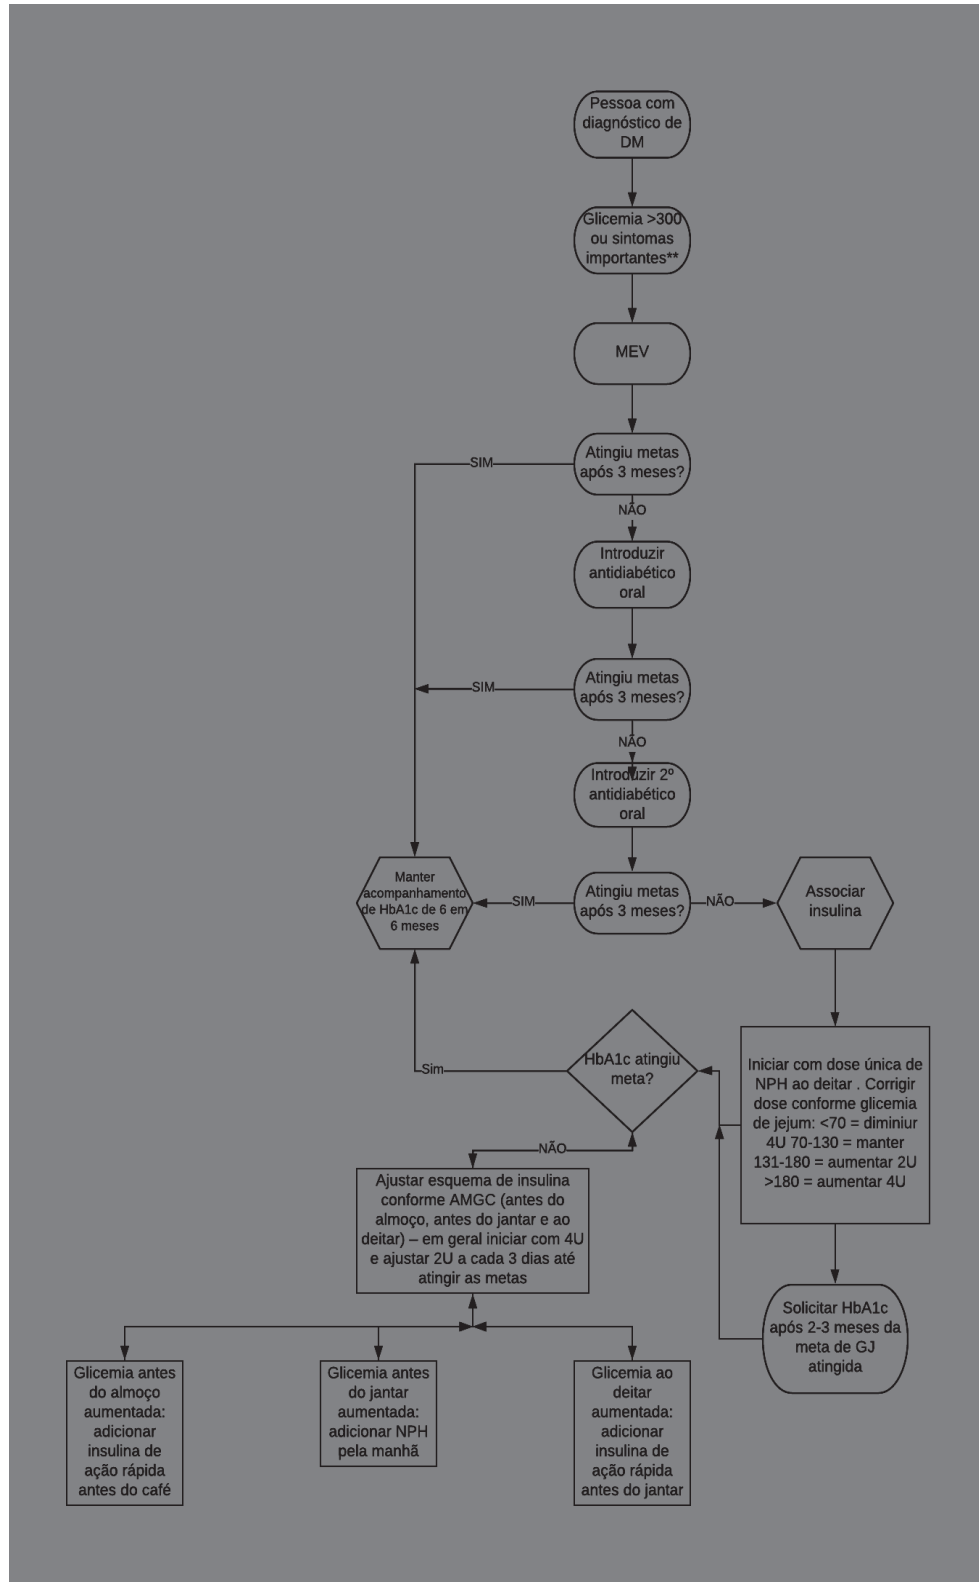 Pessoa com
diagnóstico de
DM
Glicemia >300
ou sintomas
importantes**
MEV
Atingiu metas
após 3 meses?
SIM
NÃO
Introduzir
antidiabético
oral
Atingiu metas
após 3 meses?
SIM
NÃO
Introduzir 2º
antidiabético
oral
Manter
acompanhamento
de HbA1c de 6 em
6 meses
SIM
Atingiu metas
após 3 meses?
NÃO
Associar
insulina
HbA1c atingiu
meta?
Sim
Iniciar com dose única de
NPH ao deitar . Corrigir
dose conforme glicemia
de jejum: <70 = diminiur
4U 70-130 = manter
131-180 = aumentar 2U
>180 = aumentar 4U
NÃO
Ajustar esquema de insulina
conforme AMGC (antes do
almoço, antes do jantar e ao
deitar) – em geral iniciar com 4U
e ajustar 2U a cada 3 dias até
atingir as metas
Solicitar HbA1c
após 2-3 meses da
meta de GJ
atingida
Glicemia antes
do almoço
aumentada:
adicionar
insulina de
ação rápida
antes do café
Glicemia antes
do jantar
aumentada:
adicionar NPH
pela manhã
Glicemia ao
deitar
aumentada:
adicionar
insulina de
ação rápida
antes do jantar